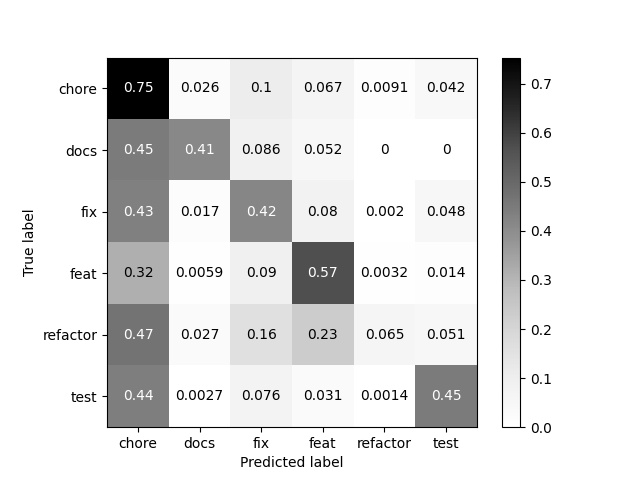 chore 0.75 0.026 0.1 0.067 0.0091 0.042
docs 0.45 0.41 0.086 0.052 0 0
fix 0.43 0.017 0.42 0.08 0.002 0.048
feat 0.32 0.0059 0.09 0.57 0.0032 0.014
refactor 0.47 0.027 0.16 0.23 0.065 0.051
test 0.44 0.0027 0.076 0.031 0.0014 0.45
chore docs fix feat refactor test
Predicted label
True label
0.7
0.6
0.5
0.4
0.3
0.2
0.1
0.0